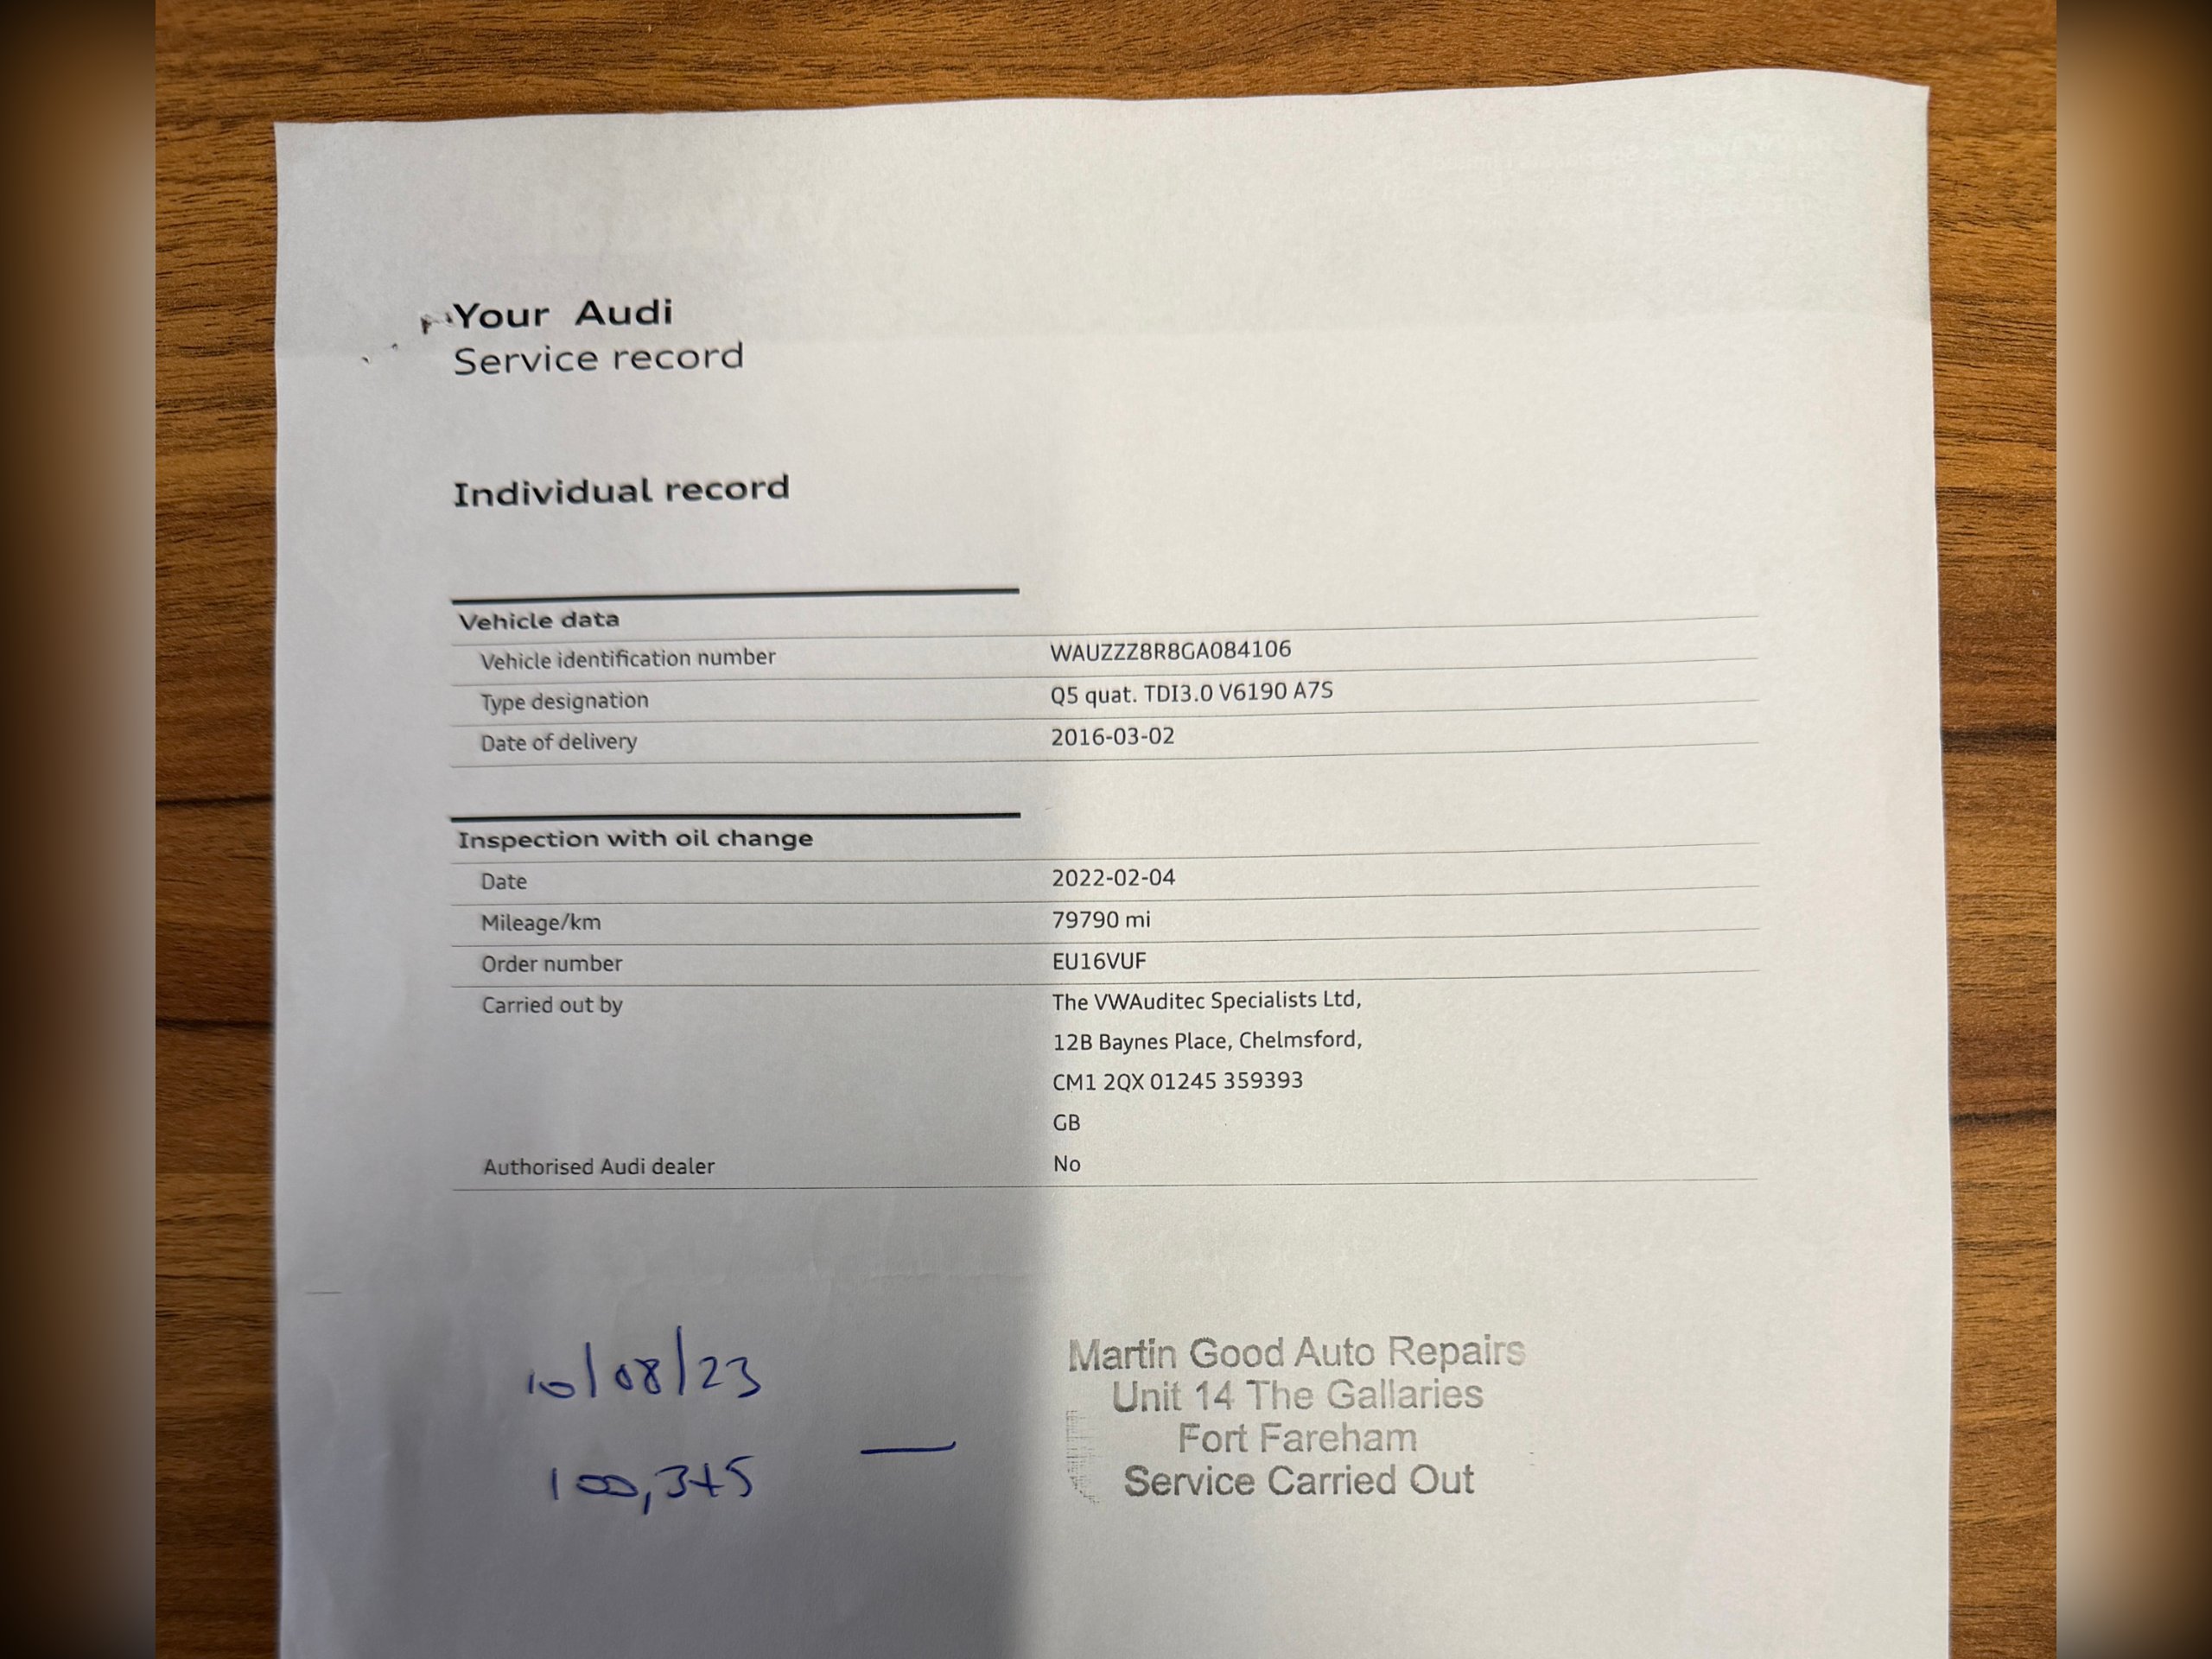 Your Audi
Service record
Individual record
Vehicle data
Vehicle identification number WAUZZZ8R8GA084106
Type designation Q5 quat. TDI3.0 V6190 A7S
Date of delivery 2016-03-02
Inspection with oil change
Date 2022-02-04
Mileage/km 79790 mi
Order number EU16VUF
Carried out by The VWAuditec Specialists Ltd,
12B Baynes Place, Chelmsford,
CM1 2QX 01245 359393
GB
Authorised Audi dealer No
10/08/23
Martin Good Auto Repairs
Unit 14 The Gallaries
Fort Fareham
Service Carried Out